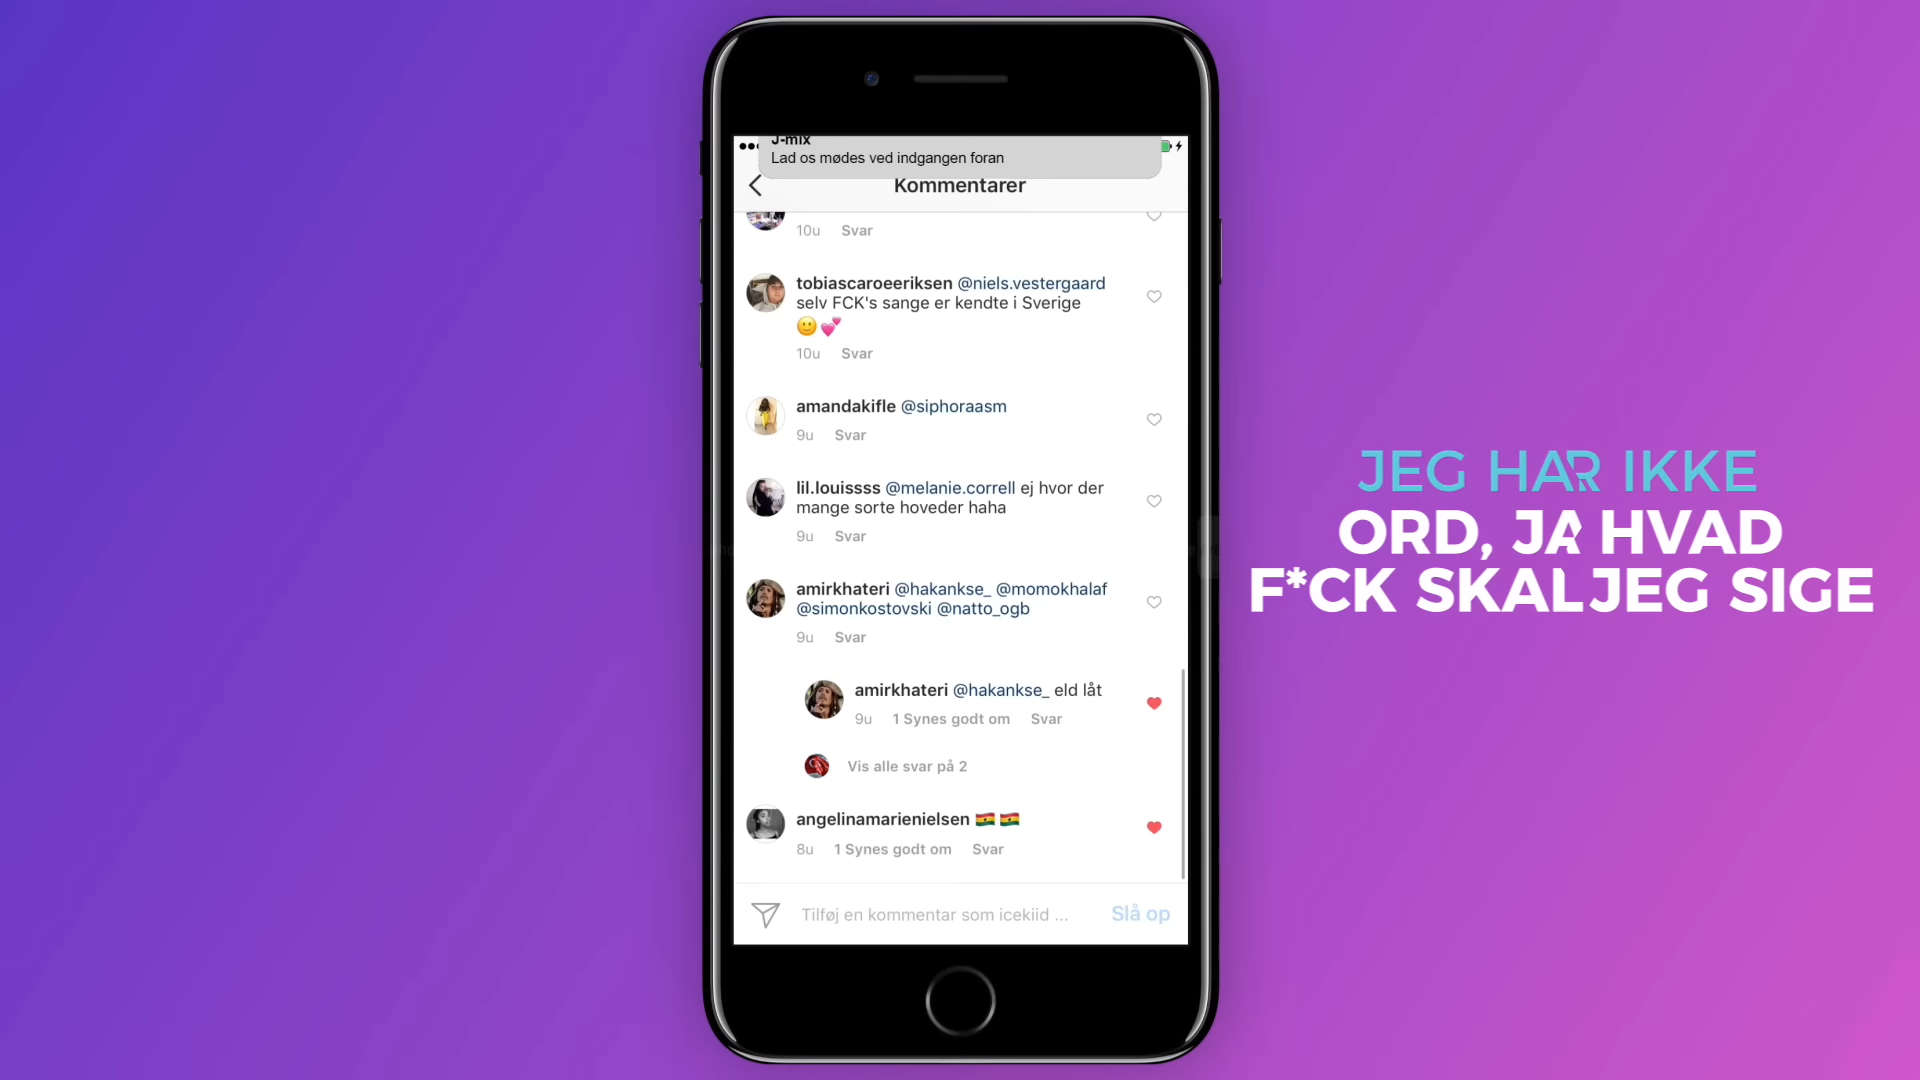 J-mix
Lad os mødes ved indgangen foran
Kommentarer
10u Svar
tobiascaroeeriksen @niels.vestergaard
selv FCK's sange er kendte i Sverige
🙂💕
10u Svar
amandakifle @siphoraasm
9u Svar
lil.louissss @melanie.correll ej hvor der
mange sorte hoveder haha
9u Svar
amirkhateri @hakankse_ @momokhalaf
@simonkostovski @natto_ogb
9u Svar
amirkhateri @hakankse_ eld låt
9u 1 Synes godt om Svar
Vis alle svar på 2
angelinamarienielsen 🇬🇭🇬🇭
8u 1 Synes godt om Svar
Tilføj en kommentar som icekiid ...
Slå op
JEG HAR IKKE
ORD, JA HVAD
F*CK SKAL JEG SIGE